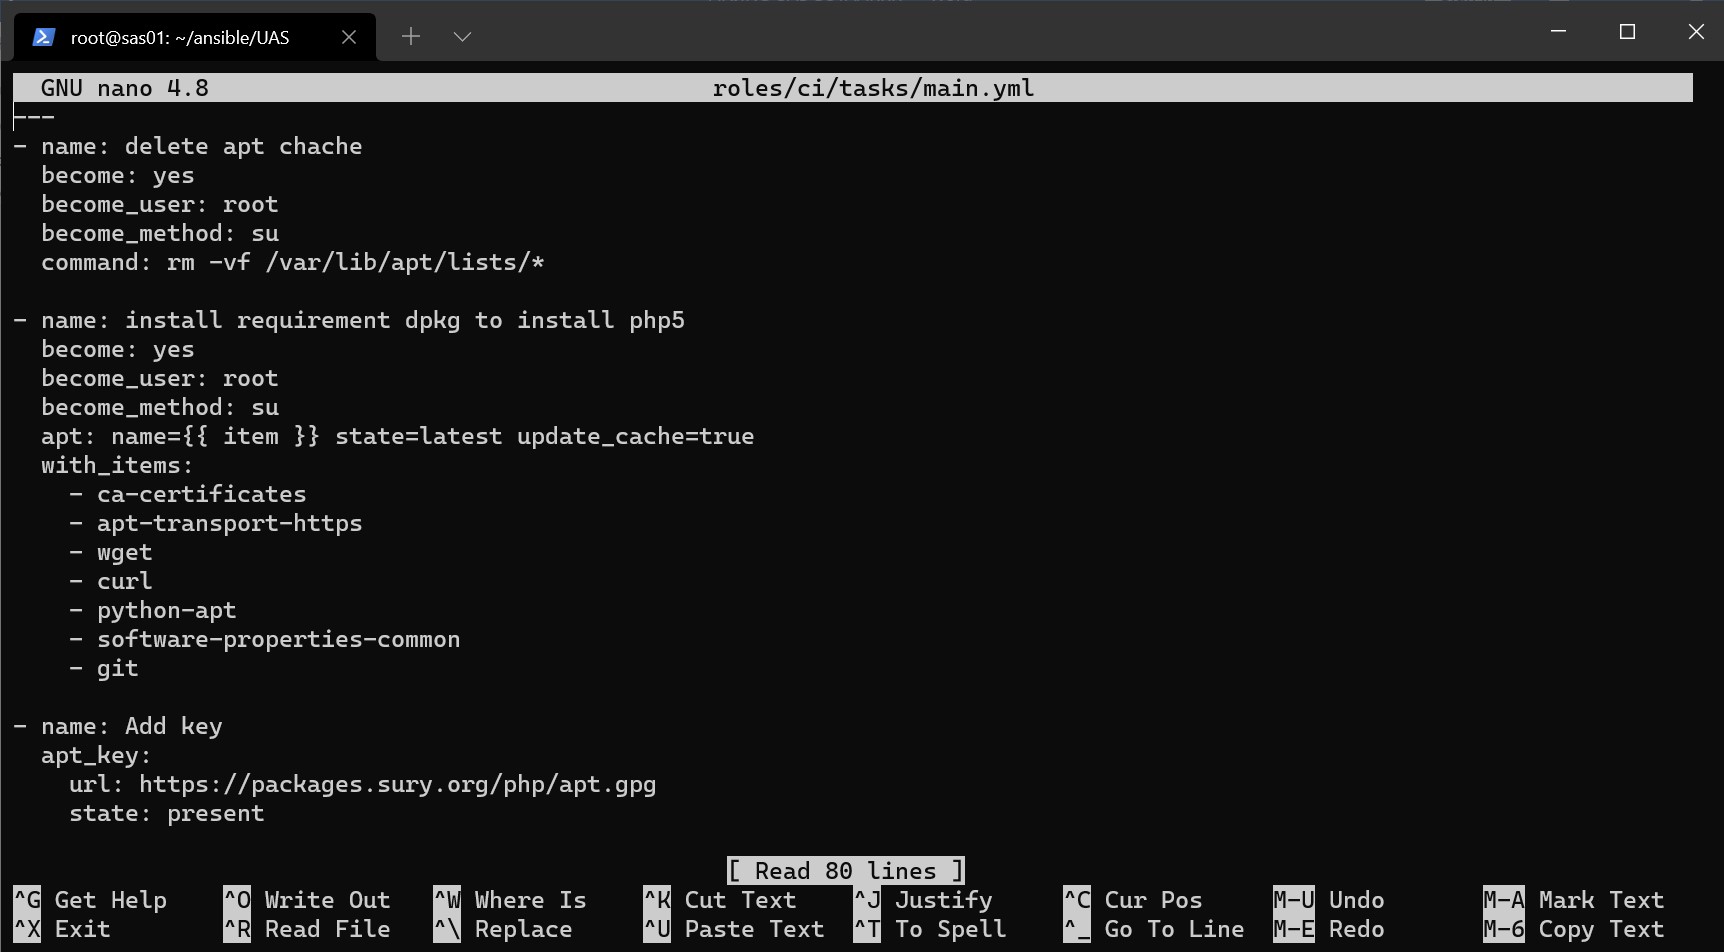 root@sas01: ~/ansible/UAS
GNU nano 4.8 roles/ci/tasks/main.yml
---
- name: delete apt chache
  become: yes
  become_user: root
  become_method: su
  command: rm -vf /var/lib/apt/lists/*

- name: install requirement dpkg to install php5
  become: yes
  become_user: root
  become_method: su
  apt: name={{ item }} state=latest update_cache=true
  with_items:
    - ca-certificates
    - apt-transport-https
    - wget
    - curl
    - python-apt
    - software-properties-common
    - git

- name: Add key
  apt_key:
    url: https://packages.sury.org/php/apt.gpg
    state: present

[ Read 80 lines ]
^G Get Help ^O Write Out ^W Where Is ^K Cut Text ^J Justify ^C Cur Pos M-U Undo M-A Mark Text
^X Exit ^R Read File ^\ Replace ^U Paste Text ^T To Spell ^_ Go To Line M-E Redo M-6 Copy Text